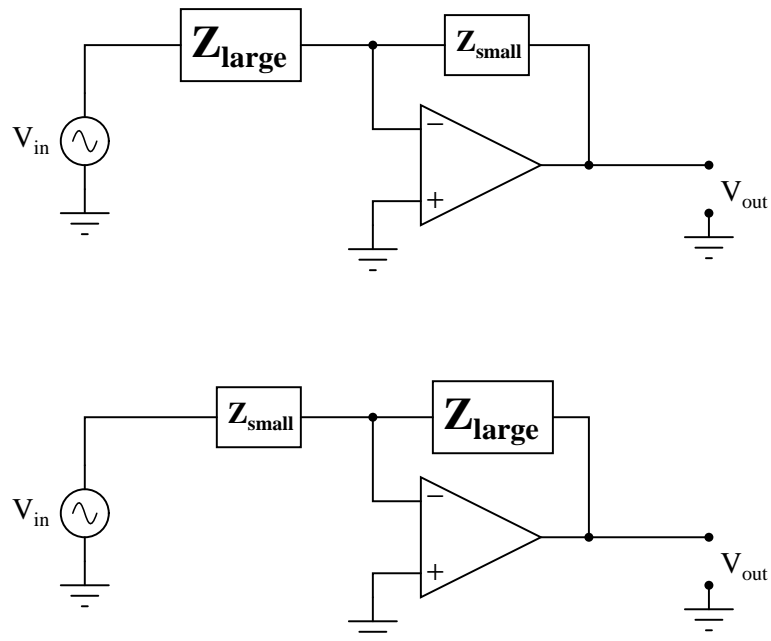 Z_large
Z_small
V_in
−
+
V_out
Z_small
Z_large
V_in
−
+
V_out